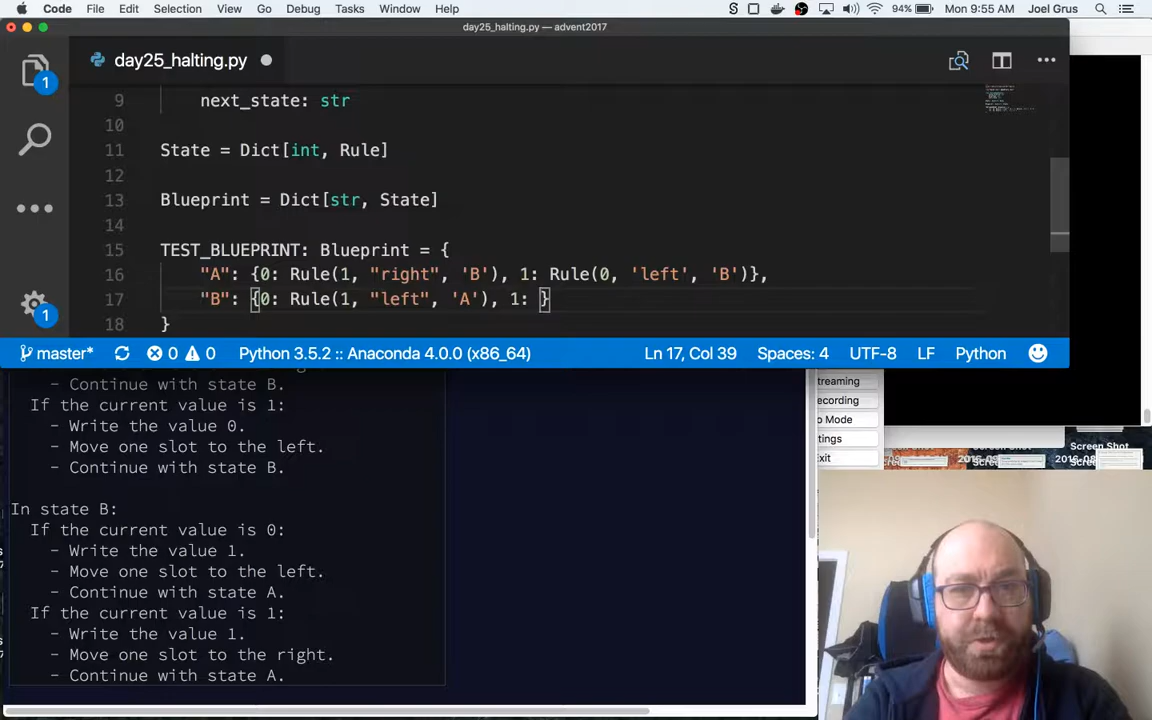 Code File Edit Selection View Go Debug Tasks Window Help 94% Mon 9:55 AM Joel Grus
day25_halting.py — advent2017
day25_halting.py
1
9 next_state: str
10
11 State = Dict[int, Rule]
12
13 Blueprint = Dict[str, State]
14
15 TEST_BLUEPRINT: Blueprint = {
16 "A": {0: Rule(1, "right", 'B'), 1: Rule(0, 'left', 'B')},
17 "B": {0: Rule(1, "left", 'A'), 1: }
18 }
1
master* 0 0 Python 3.5.2 :: Anaconda 4.0.0 (x86_64) Ln 17, Col 39 Spaces: 4 UTF-8 LF Python
- Continue with state B.
If the current value is 1:
- Write the value 0.
- Move one slot to the left.
- Continue with state B.
In state B:
If the current value is 0:
- Write the value 1.
- Move one slot to the left.
- Continue with state A.
If the current value is 1:
- Write the value 1.
- Move one slot to the right.
- Continue with state A.
treaming
ecording
o Mode
ttings
Exit
Screen Shot